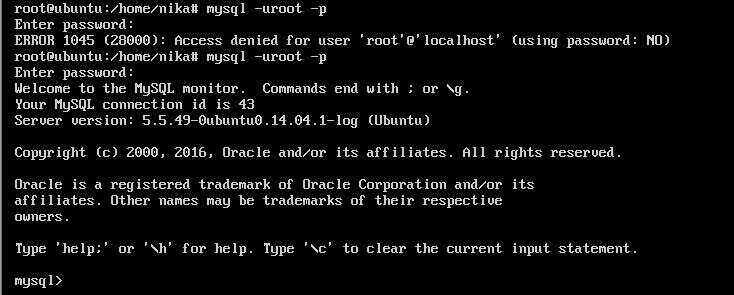 root@ubuntu:/home/nika# mysql -uroot -p
Enter password:
ERROR 1045 (28000): Access denied for user 'root'@'localhost' (using password: NO)
root@ubuntu:/home/nika# mysql -uroot -p
Enter password:
Welcome to the MySQL monitor.  Commands end with ; or \g.
Your MySQL connection id is 43
Server version: 5.5.49-0ubuntu0.14.04.1-log (Ubuntu)

Copyright (c) 2000, 2016, Oracle and/or its affiliates. All rights reserved.

Oracle is a registered trademark of Oracle Corporation and/or its
affiliates. Other names may be trademarks of their respective
owners.

Type 'help;' or '\h' for help. Type '\c' to clear the current input statement.

mysql>